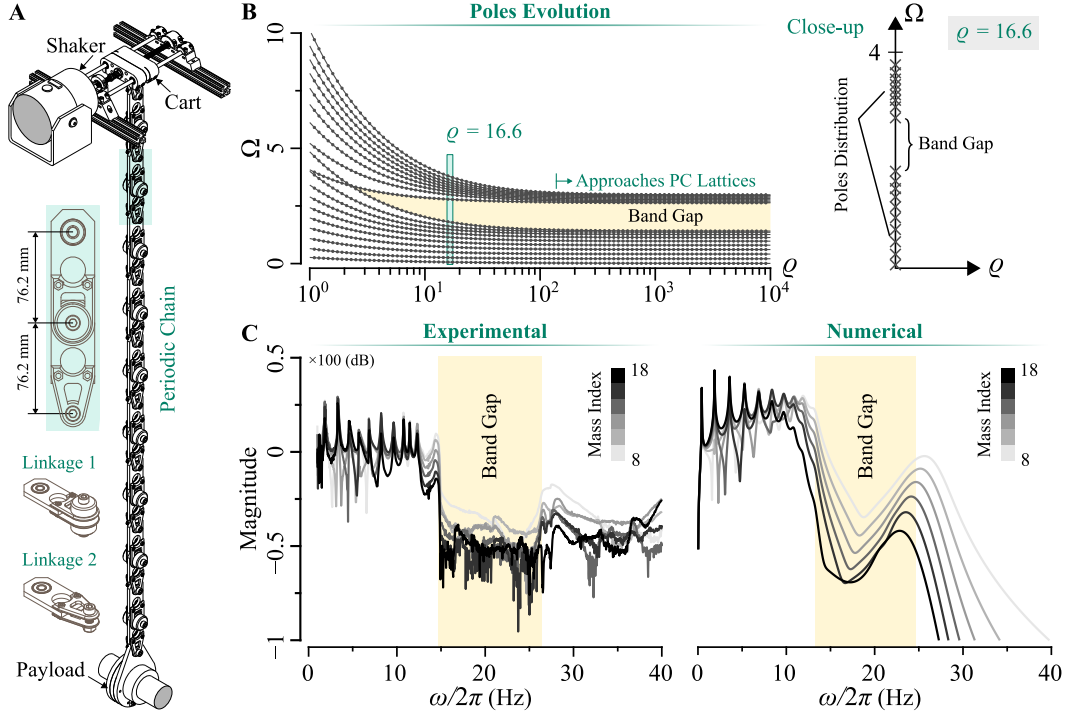 A
Shaker
Cart
76.2 mm
76.2 mm
Periodic Chain
Linkage 1
Linkage 2
Payload
B
Poles Evolution
10
5
0
Ω
ϱ = 16.6
Approaches PC Lattices
Band Gap
ϱ
10⁰
10¹
10²
10³
10⁴
Close-up
Ω
ϱ = 16.6
4
Poles Distribution
Band Gap
ϱ
C
Experimental
×100 (dB)
0.5
0
−0.5
−1
Magnitude
Band Gap
Mass Index
18
8
0
10
20
30
40
ω/2π (Hz)
Numerical
Band Gap
Mass Index
18
8
0
10
20
30
40
ω/2π (Hz)